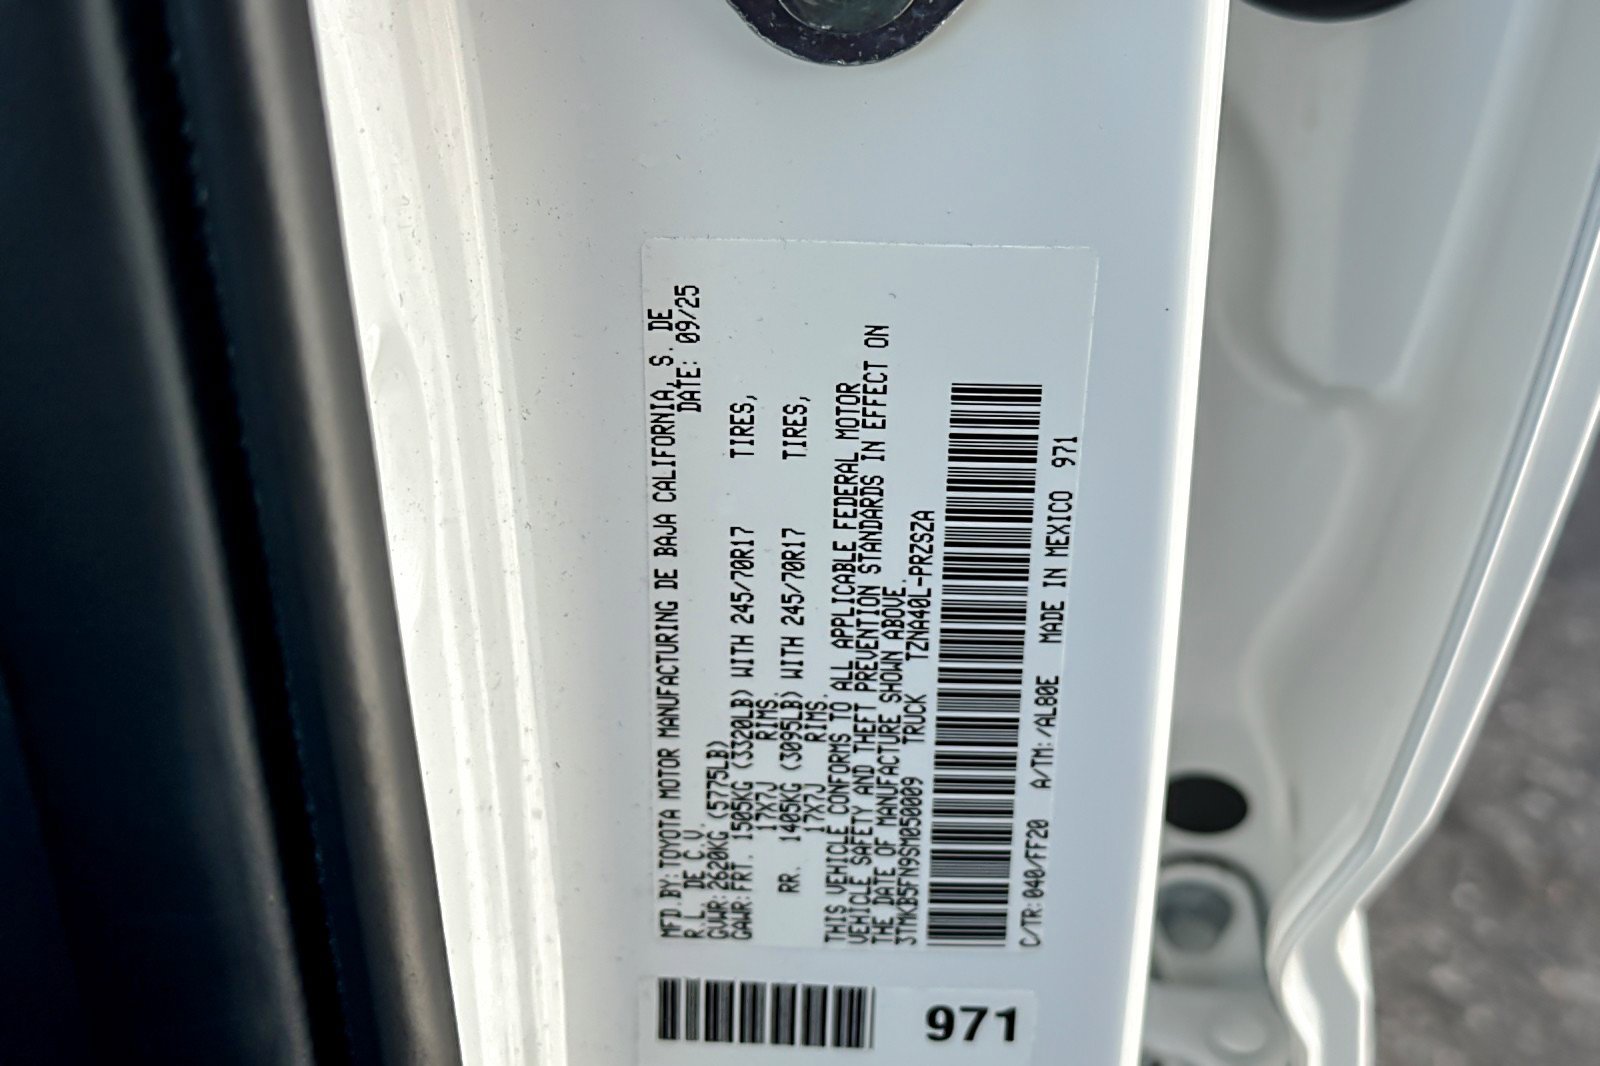 MFD.BY:TOYOTA MOTOR MANUFACTURING DE BAJA CALIFORNIA, S. DE
R.L. DE C.V. DATE: 09/25
GVWR:2620KG (5775LB)
GAWR:FRT. 1505KG (3320LB) WITH 245/70R17 TIRES,
17X7J RIMS.
RR. 1405KG (3095LB) WITH 245/70R17 TIRES,
17X7J RIMS.
THIS VEHICLE CONFORMS TO ALL APPLICABLE FEDERAL MOTOR
VEHICLE SAFETY AND THEFT PREVENTION STANDARDS IN EFFECT ON
THE DATE OF MANUFACTURE SHOWN ABOVE.
3TMKB5FN9SM050009 TRUCK TZNA40L-PRZSZA
C/TR:040/FF20 A/TM:/AL80E MADE IN MEXICO 971
971